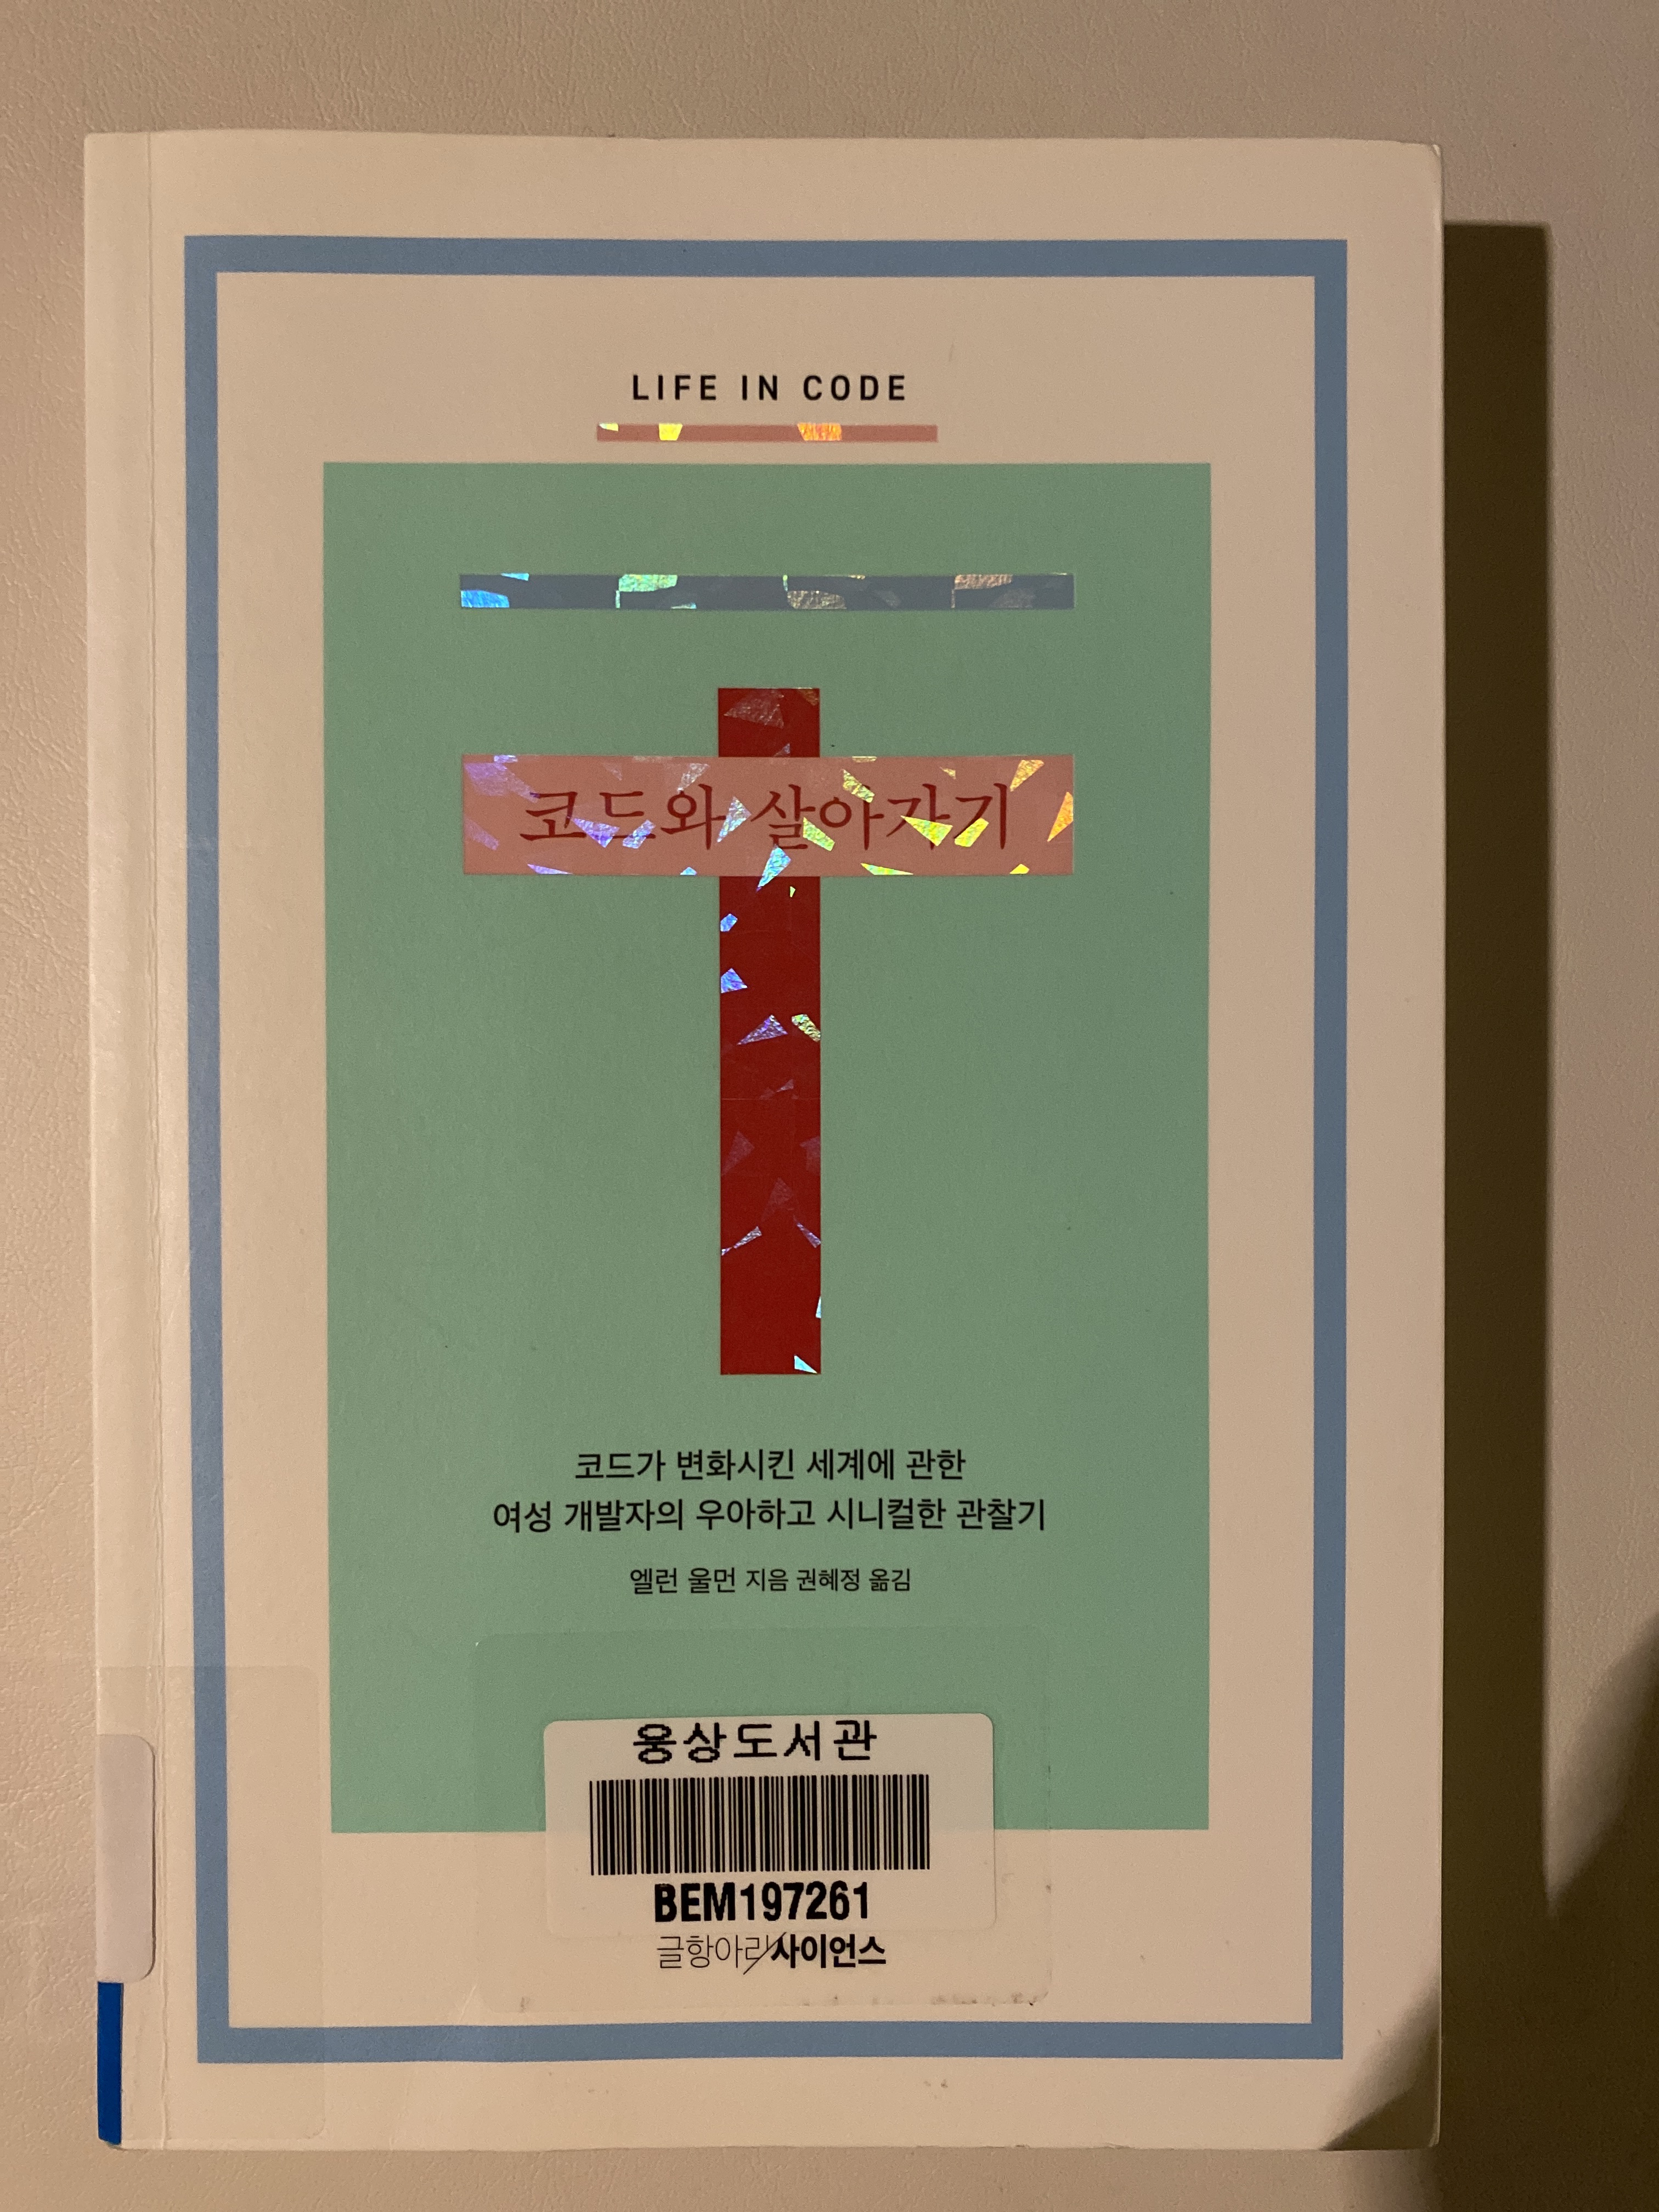 LIFE IN CODE
코드와 살아가기
코드가 변화시킨 세계에 관한
여성 개발자의 우아하고 시니컬한 관찰기
엘런 울먼 지음 권혜정 옮김
웅상도서관
BEM197261
글항아리사이언스